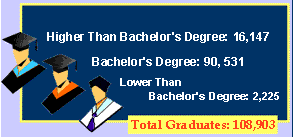 Higher Than Bachelor's Degree: 16,147
Bachelor's Degree: 90, 531
Lower Than
Bachelor's Degree: 2,225
Total Graduates: 108,903